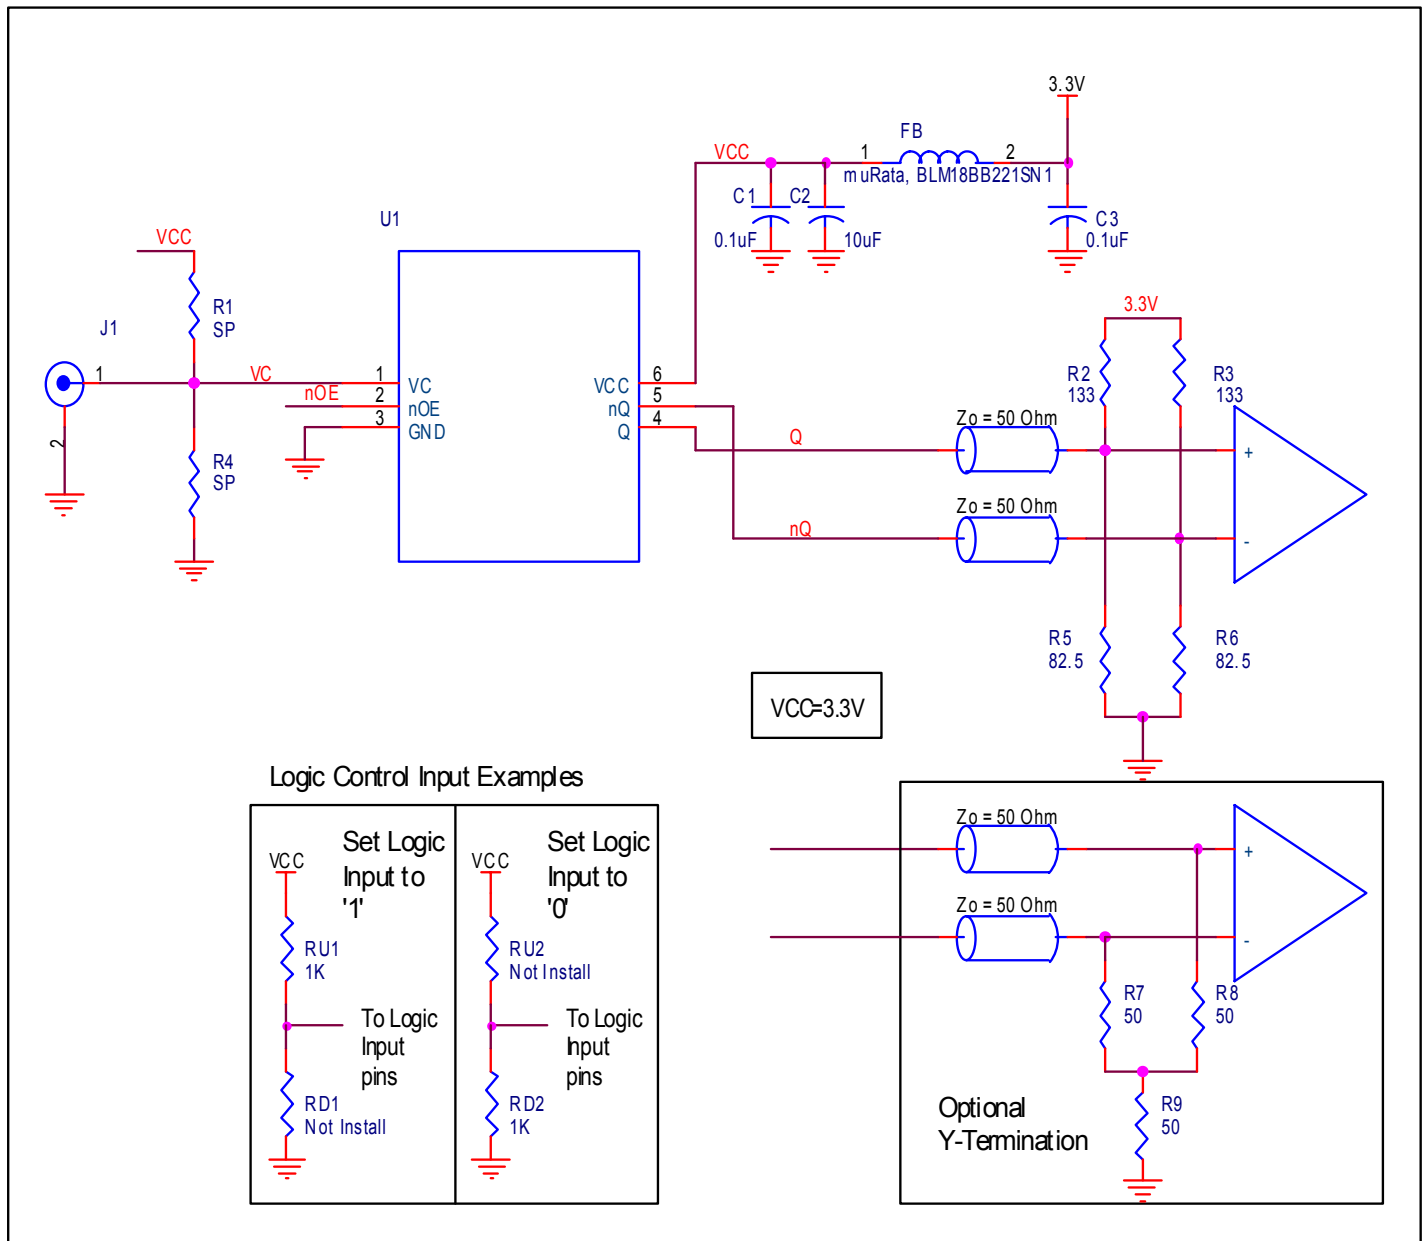 3.3V
FB
VCC
1
2
muRata, BLM18BB221SN1
C1
C2
0.1uF
10uF
C3
0.1uF
U1
VCC
R1
SP
J1
1
VC
nOE
2
R4
SP
1
2
3
VC
nOE
GND
VCC
nQ
Q
6
5
4
3.3V
R2
133
R3
133
Zo = 50 Ohm
Q
+
Zo = 50 Ohm
nQ
-
R5
82.5
R6
82.5
VCC=3.3V
Logic Control Input Examples
Set Logic
Input to
'1'
VCC
RU1
1K
To Logic
Input
pins
RD1
Not Install
Set Logic
Input to
'0'
VCC
RU2
Not Install
To Logic
Input
pins
RD2
1K
Zo = 50 Ohm
+
Zo = 50 Ohm
-
R7
50
R8
50
R9
50
Optional
Y-Termination